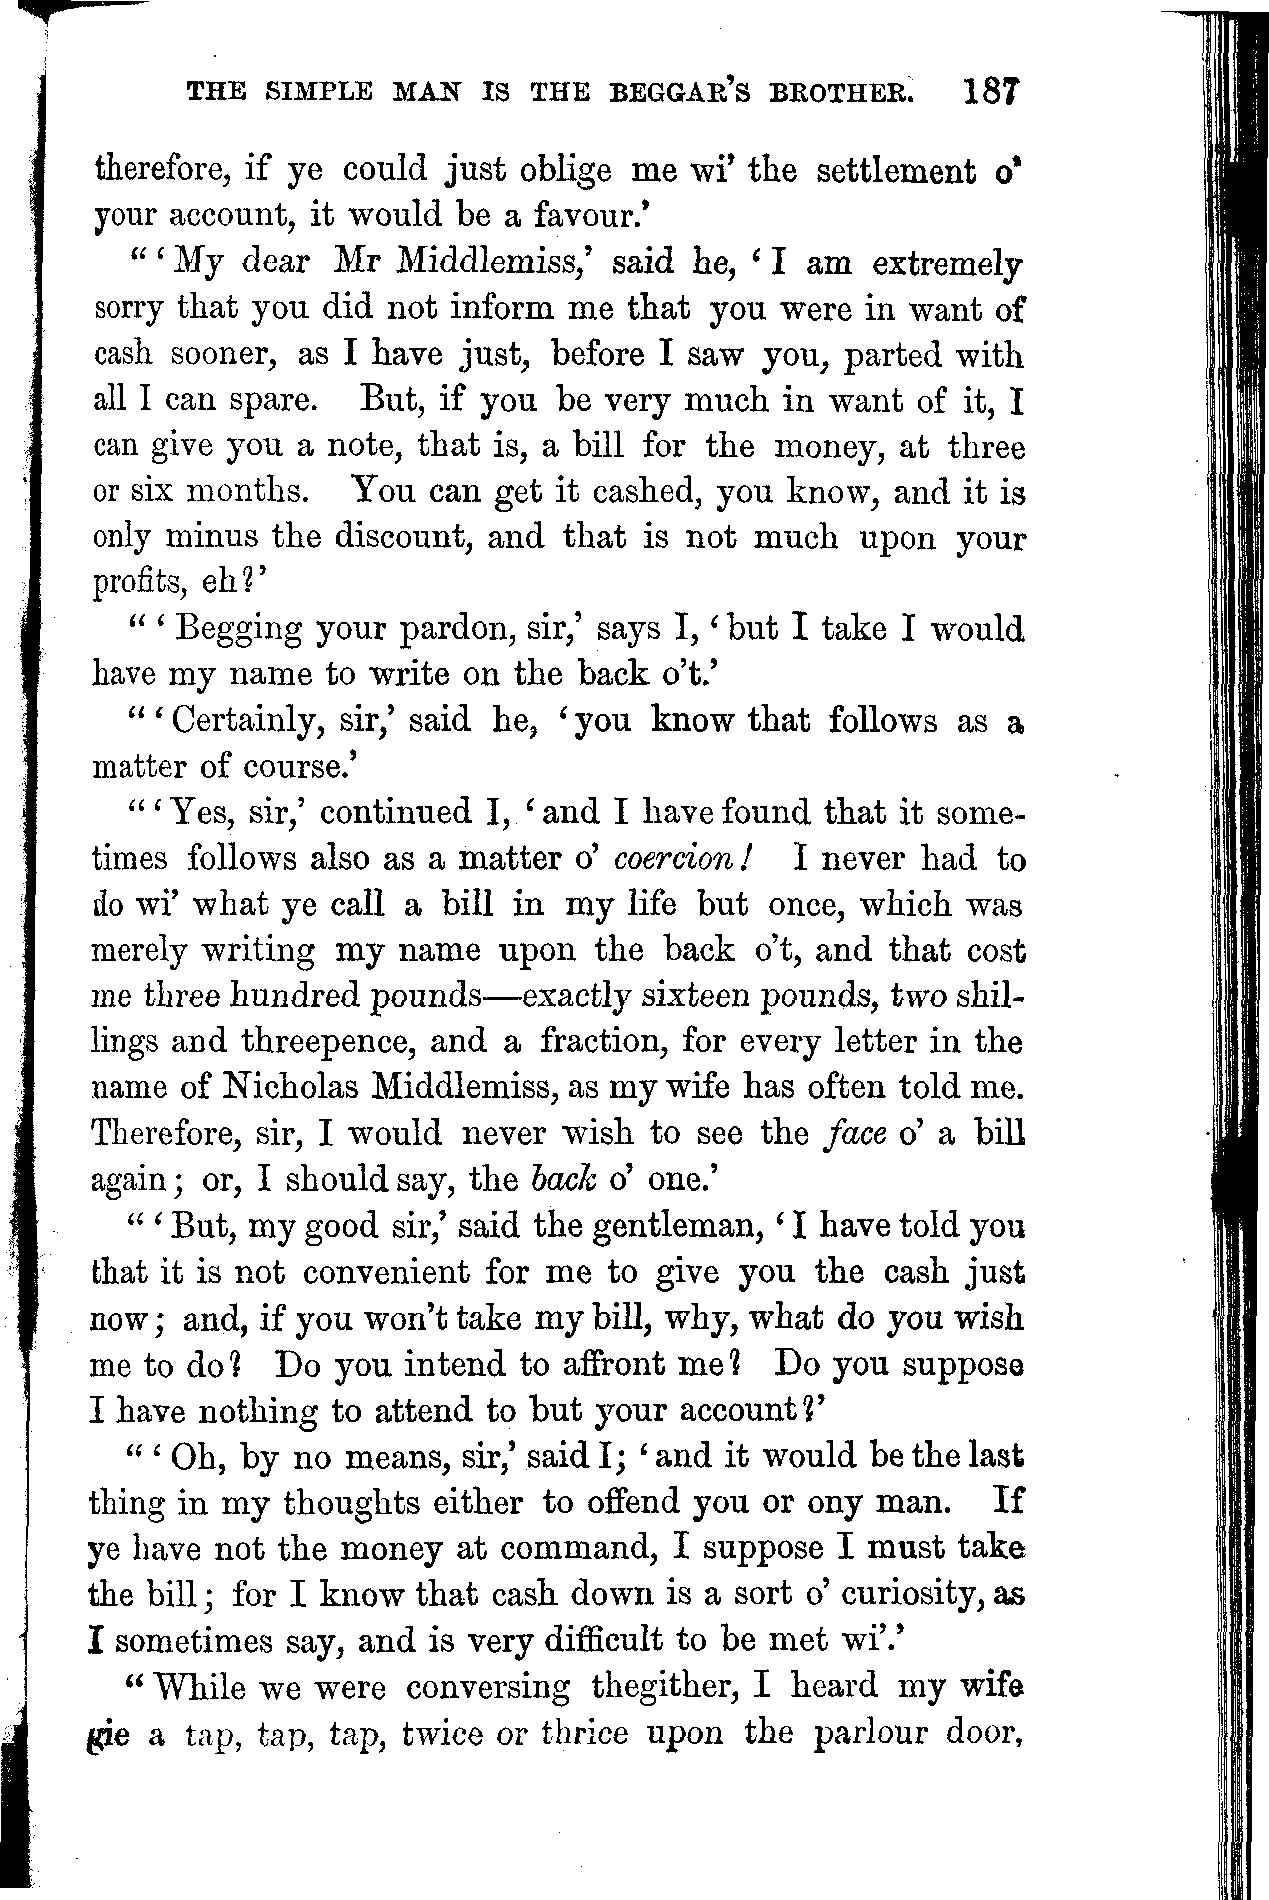 THE SIMPLE MAN IS THE BEGGAR'S BROTHER. 187
therefore, if ye could just oblige me wi' the settlement o'
your account, it would be a favour.'
"'My dear Mr Middlemiss,' said he, 'I am extremely
sorry that you did not inform me that you were in want of
cash sooner, as I have just, before I saw you, parted with
all I can spare. But, if you be very much in want of it, I
can give you a note, that is, a bill for the money, at three
or six months. You can get it cashed, you know, and it is
only minus the discount, and that is not much upon your
profits, eh?'
"'Begging your pardon, sir,' says I, 'but I take I would
have my name to write on the back o't.'
"'Certainly, sir,' said he, 'you know that follows as a
matter of course.'
"'Yes, sir,' continued I, 'and I have found that it some-
times follows also as a matter o' coercion! I never had to
do wi' what ye call a bill in my life but once, which was
merely writing my name upon the back o't, and that cost
me three hundred pounds—exactly sixteen pounds, two shil-
lings and threepence, and a fraction, for every letter in the
name of Nicholas Middlemiss, as my wife has often told me.
Therefore, sir, I would never wish to see the face o' a bill
again; or, I should say, the back o' one.'
"'But, my good sir,' said the gentleman, 'I have told you
that it is not convenient for me to give you the cash just
now; and, if you won't take my bill, why, what do you wish
me to do? Do you intend to affront me? Do you suppose
I have nothing to attend to but your account?'
"'Oh, by no means, sir,' said I; 'and it would be the last
thing in my thoughts either to offend you or ony man. If
ye have not the money at command, I suppose I must take
the bill; for I know that cash down is a sort o' curiosity, as
I sometimes say, and is very difficult to be met wi'.'
"While we were conversing thegither, I heard my wife
gie a tap, tap, tap, twice or thrice upon the parlour door,